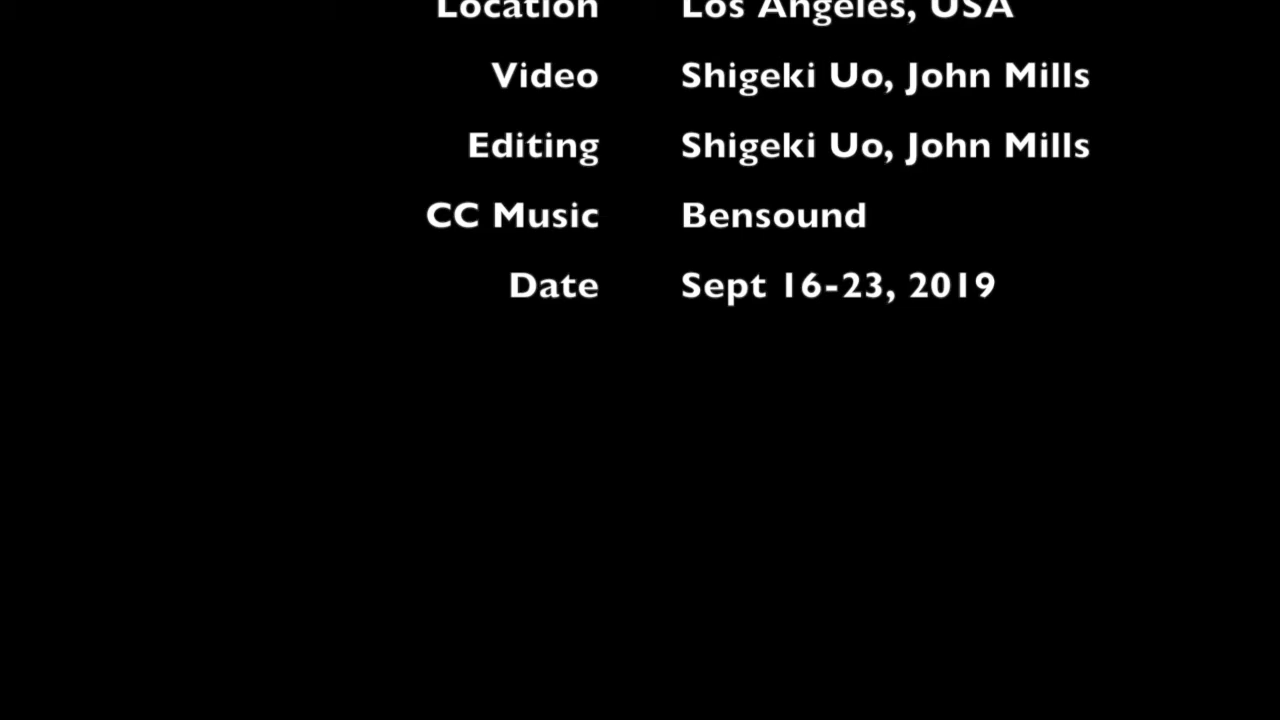 Location Los Angeles, USA
Video Shigeki Uo, John Mills
Editing Shigeki Uo, John Mills
CC Music Bensound
Date Sept 16-23, 2019